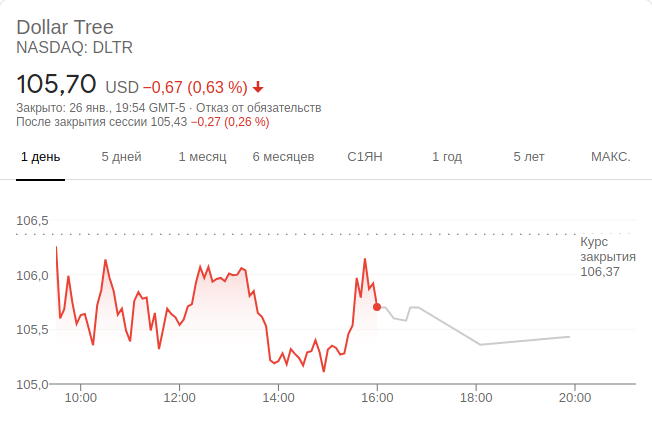 Dollar Tree
NASDAQ: DLTR
105,70 USD −0,67 (0,63 %)
Закрыто: 26 янв., 19:54 GMT-5 · Отказ от обязательств
После закрытия сессии 105,43 −0,27 (0,26 %)
1 день 5 дней 1 месяц 6 месяцев С1ЯН 1 год 5 лет МАКС.
106,5
Курс
закрытия
106,37
106,0
105,5
105,0
10:00 12:00 14:00 16:00 18:00 20:00